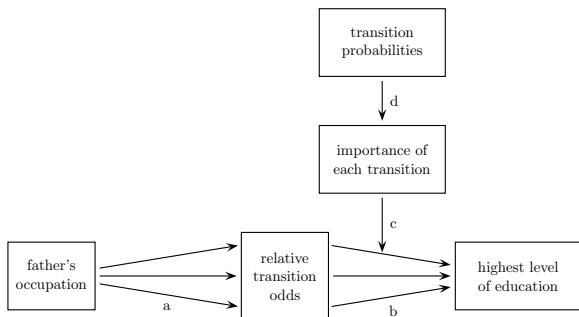 transition
probabilities
d
importance of
each transition
c
father's
occupation
a
relative
transition
odds
b
highest level
of education